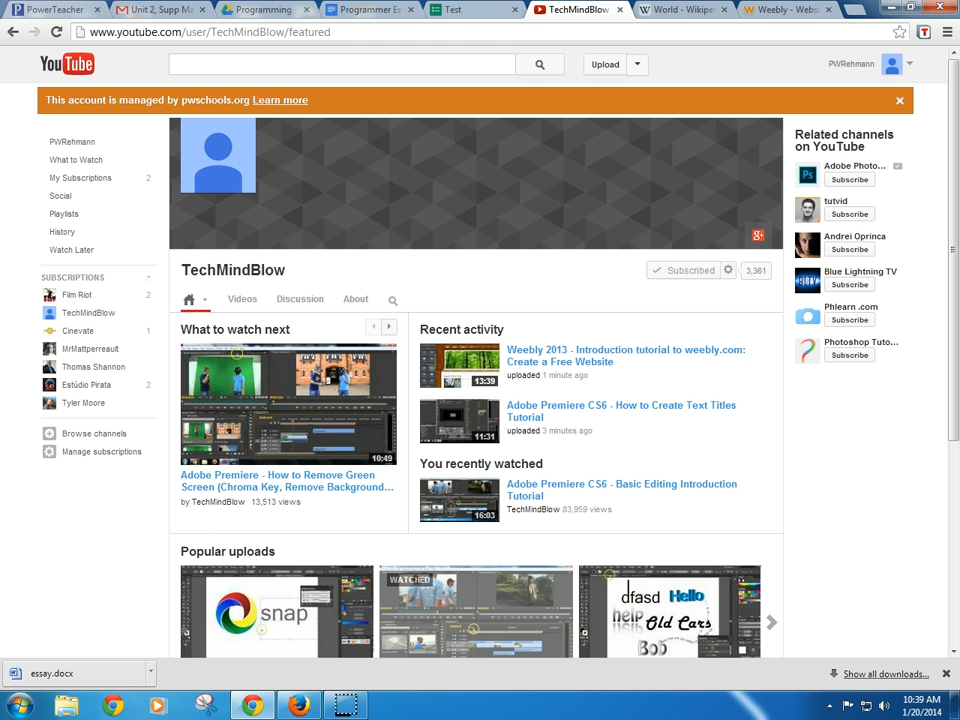 PowerTeacher
Unit 2, Supp M
Programming
Programmer Es
Test
TechMindBlow
World - Wikipe
Weebly - Websi
www.youtube.com/user/TechMindBlow/featured
YouTube
Upload
PWRehmann
This account is managed by pwschools.org Learn more
PWRehmann
What to Watch
My Subscriptions 2
Social
Playlists
History
Watch Later
SUBSCRIPTIONS
Film Riot 2
TechMindBlow
Cinevate 1
MrMattperreault
Thomas Shannon
Estúdio Pirata 2
Tyler Moore
Browse channels
Manage subscriptions
TechMindBlow
Subscribed 3,361
Videos Discussion About
What to watch next
10:49
Adobe Premiere - How to Remove Green
Screen (Chroma Key, Remove Background...
by TechMindBlow 13,513 views
Recent activity
13:39
Weebly 2013 - Introduction tutorial to weebly.com:
Create a Free Website
uploaded 1 minute ago
11:31
Adobe Premiere CS6 - How to Create Text Titles
Tutorial
uploaded 3 minutes ago
You recently watched
16:03
Adobe Premiere CS6 - Basic Editing Introduction
Tutorial
TechMindBlow 83,959 views
Popular uploads
snap
WATCHED
dfasd Hello
help Old Cars
Bob
Related channels
on YouTube
Ps
Adobe Photo...
Subscribe
tutvid
Subscribe
Andrei Oprinca
Subscribe
BLTV
Blue Lightning TV
Subscribe
Phlearn .com
Subscribe
Photoshop Tuto...
Subscribe
essay.docx
Show all downloads...
10:39 AM
1/20/2014